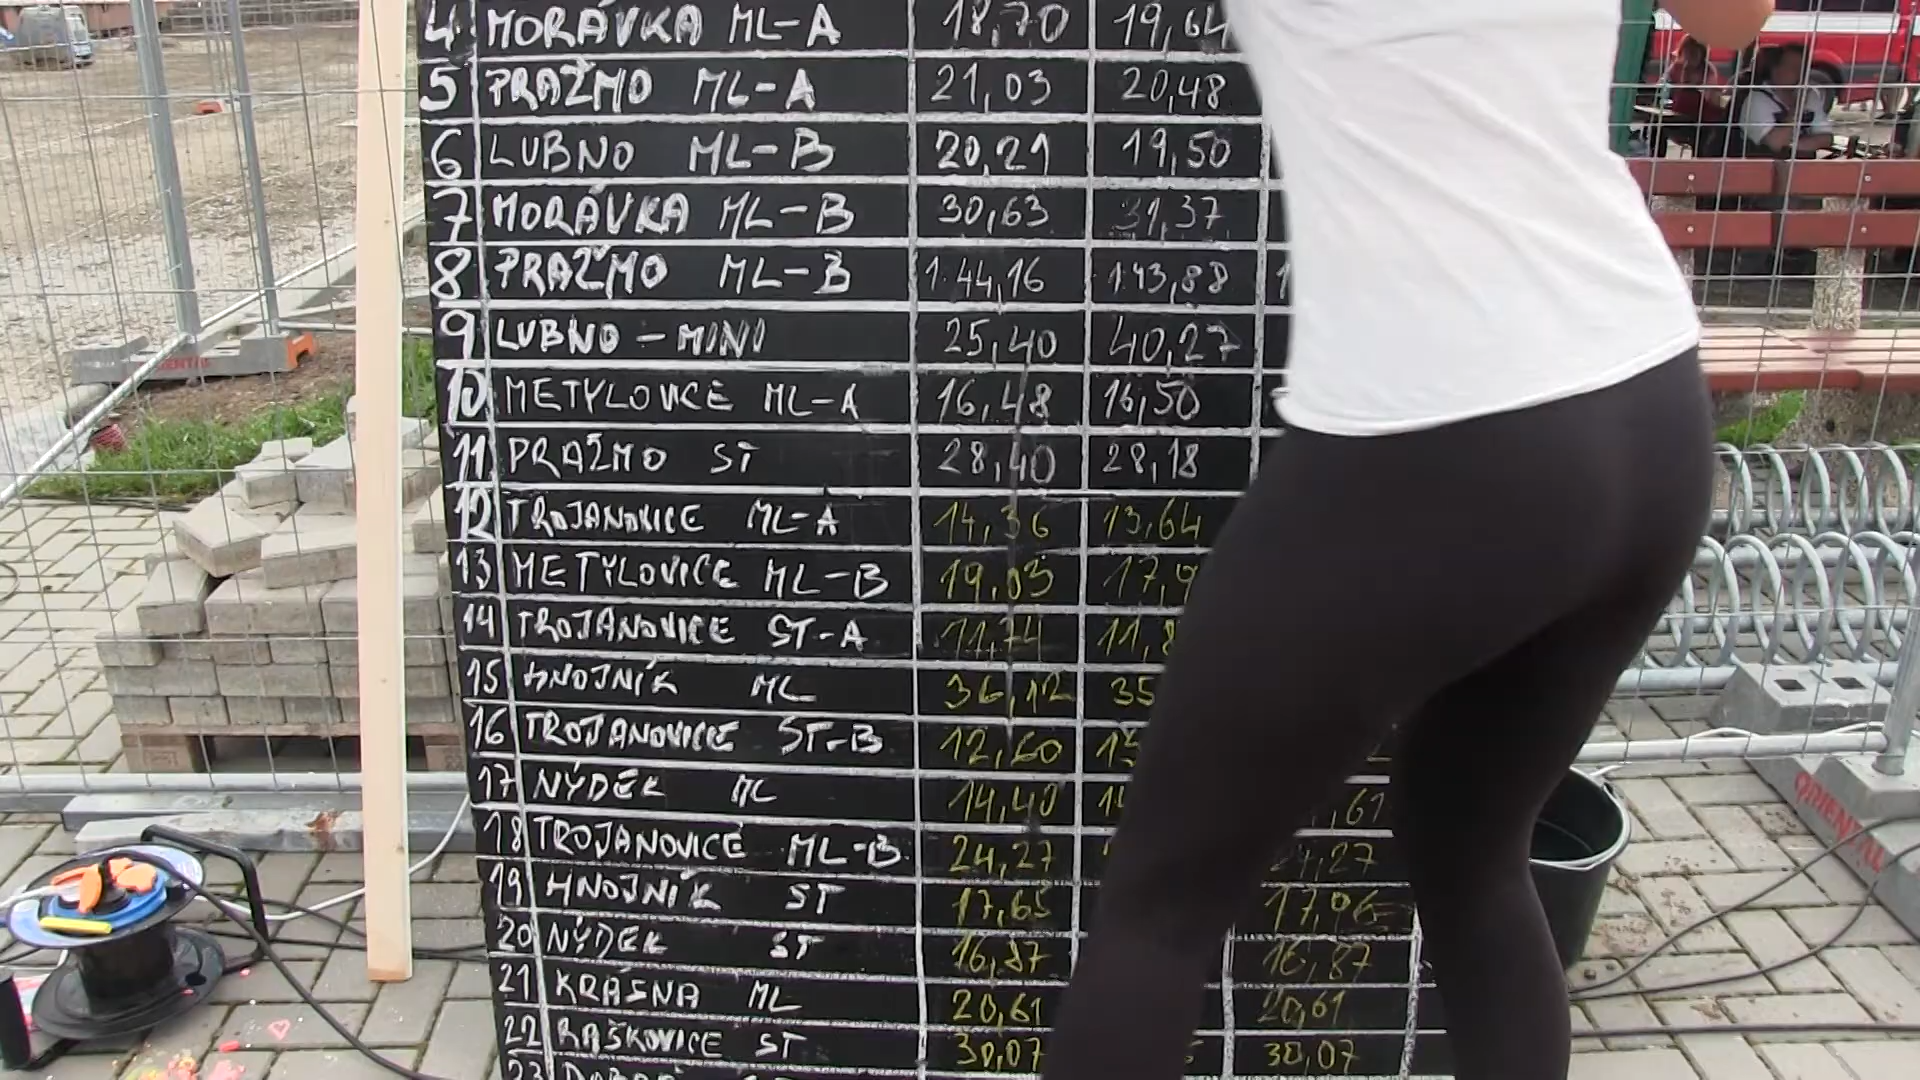 4 MORÁVKA ML-A 18,70 19,64
5 PRAŽMO ML-A 21,03 20,48
6 LUBNO ML-B 20,21 19,50
7 MORÁVKA ML-B 30,63 31,37
8 PRAŽMO ML-B 1.44,16 1.43,88
9 LUBNO - MINI 25,40 40,27
10 METYLOVICE ML-A 16,48 16,50
11 PRAŽMO ST 28,40 28,18
12 TROJANOVICE ML-A 14,36 13,64
13 METYLOVICE ML-B 19,03
14 TROJANOVICE ST-A 11,74
15 HNOJNÍK ML 36,12
16 TROJANOVICE ST-B 12,60
17 NÝDEK ML 14,40
18 TROJANOVICE ML-B 24,27 24,27
19 HNOJNÍK ST 17,65 17,96
20 NÝDEK ST 16,87 16,87
21 KRÁSNA ML 20,61 20,61
22 RAŠKOVICE ST 30,07 30,07
23
ORIENTAL